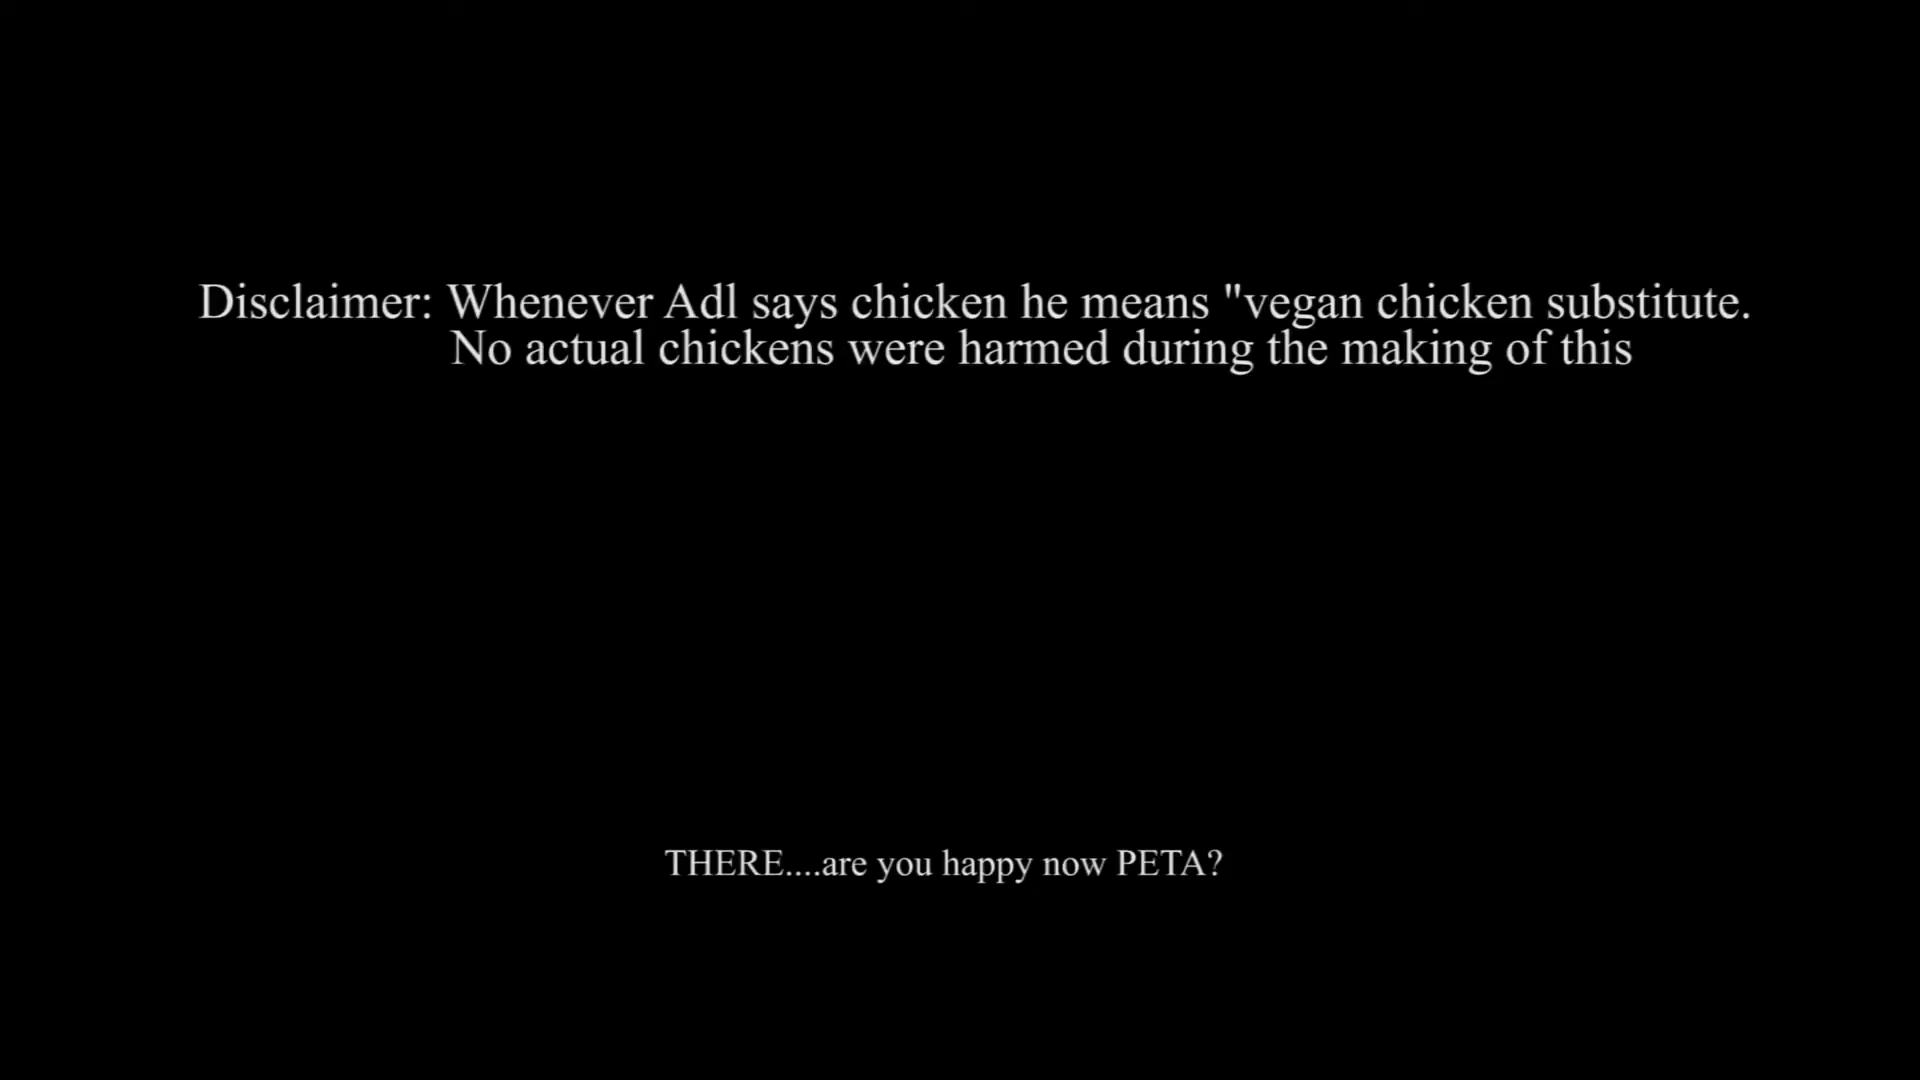 Disclaimer: Whenever Adl says chicken he means "vegan chicken substitute.
No actual chickens were harmed during the making of this
THERE....are you happy now PETA?